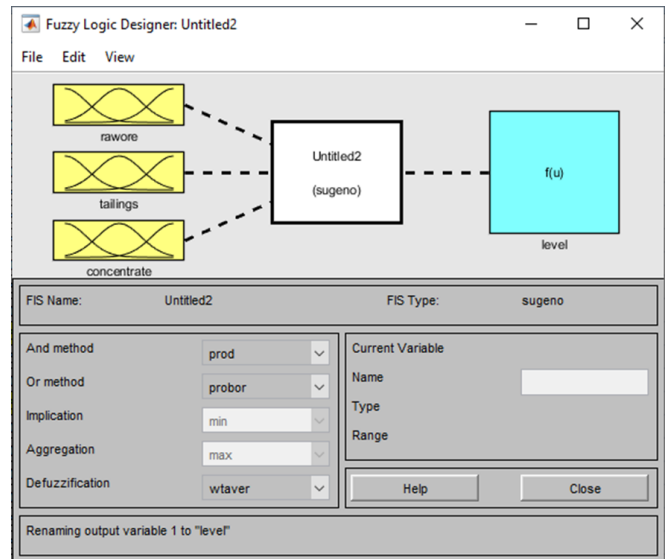 Fuzzy Logic Designer: Untitled2
File Edit View
rawore
tailings
concentrate
Untitled2
(sugeno)
f(u)
level
FIS Name: Untitled2 FIS Type: sugeno
And method prod
Or method probor
Implication min
Aggregation max
Defuzzification wtaver
Current Variable
Name
Type
Range
Help Close
Renaming output variable 1 to "level"